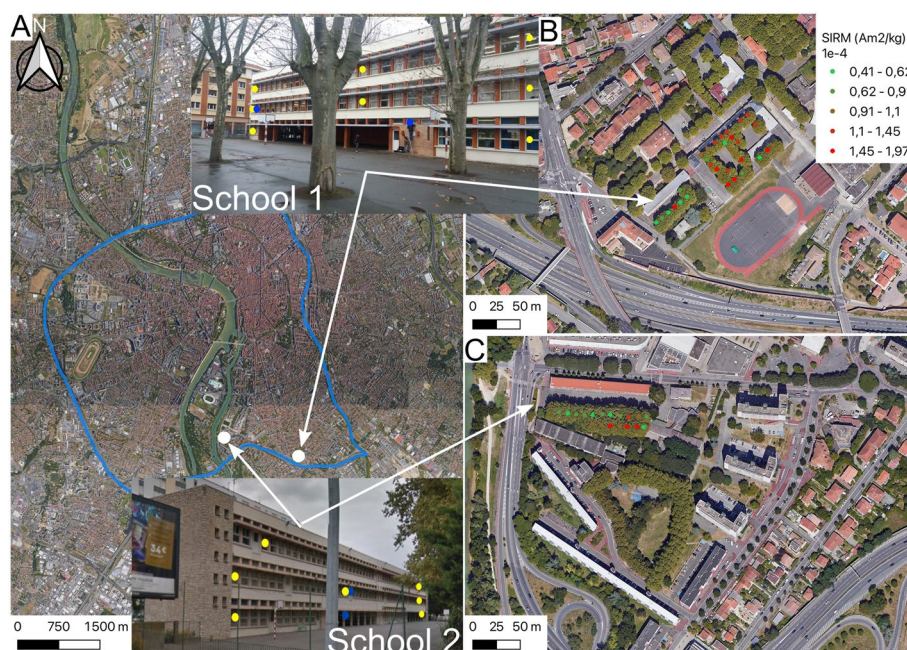 A
N
School 1
School 2
0
750
1500 m
B
SIRM (Am2/kg)
1e-4
0,41 - 0,62
0,62 - 0,9
0,91 - 1,1
1,1 - 1,45
1,45 - 1,97
0
25
50 m
C
0
25
50 m